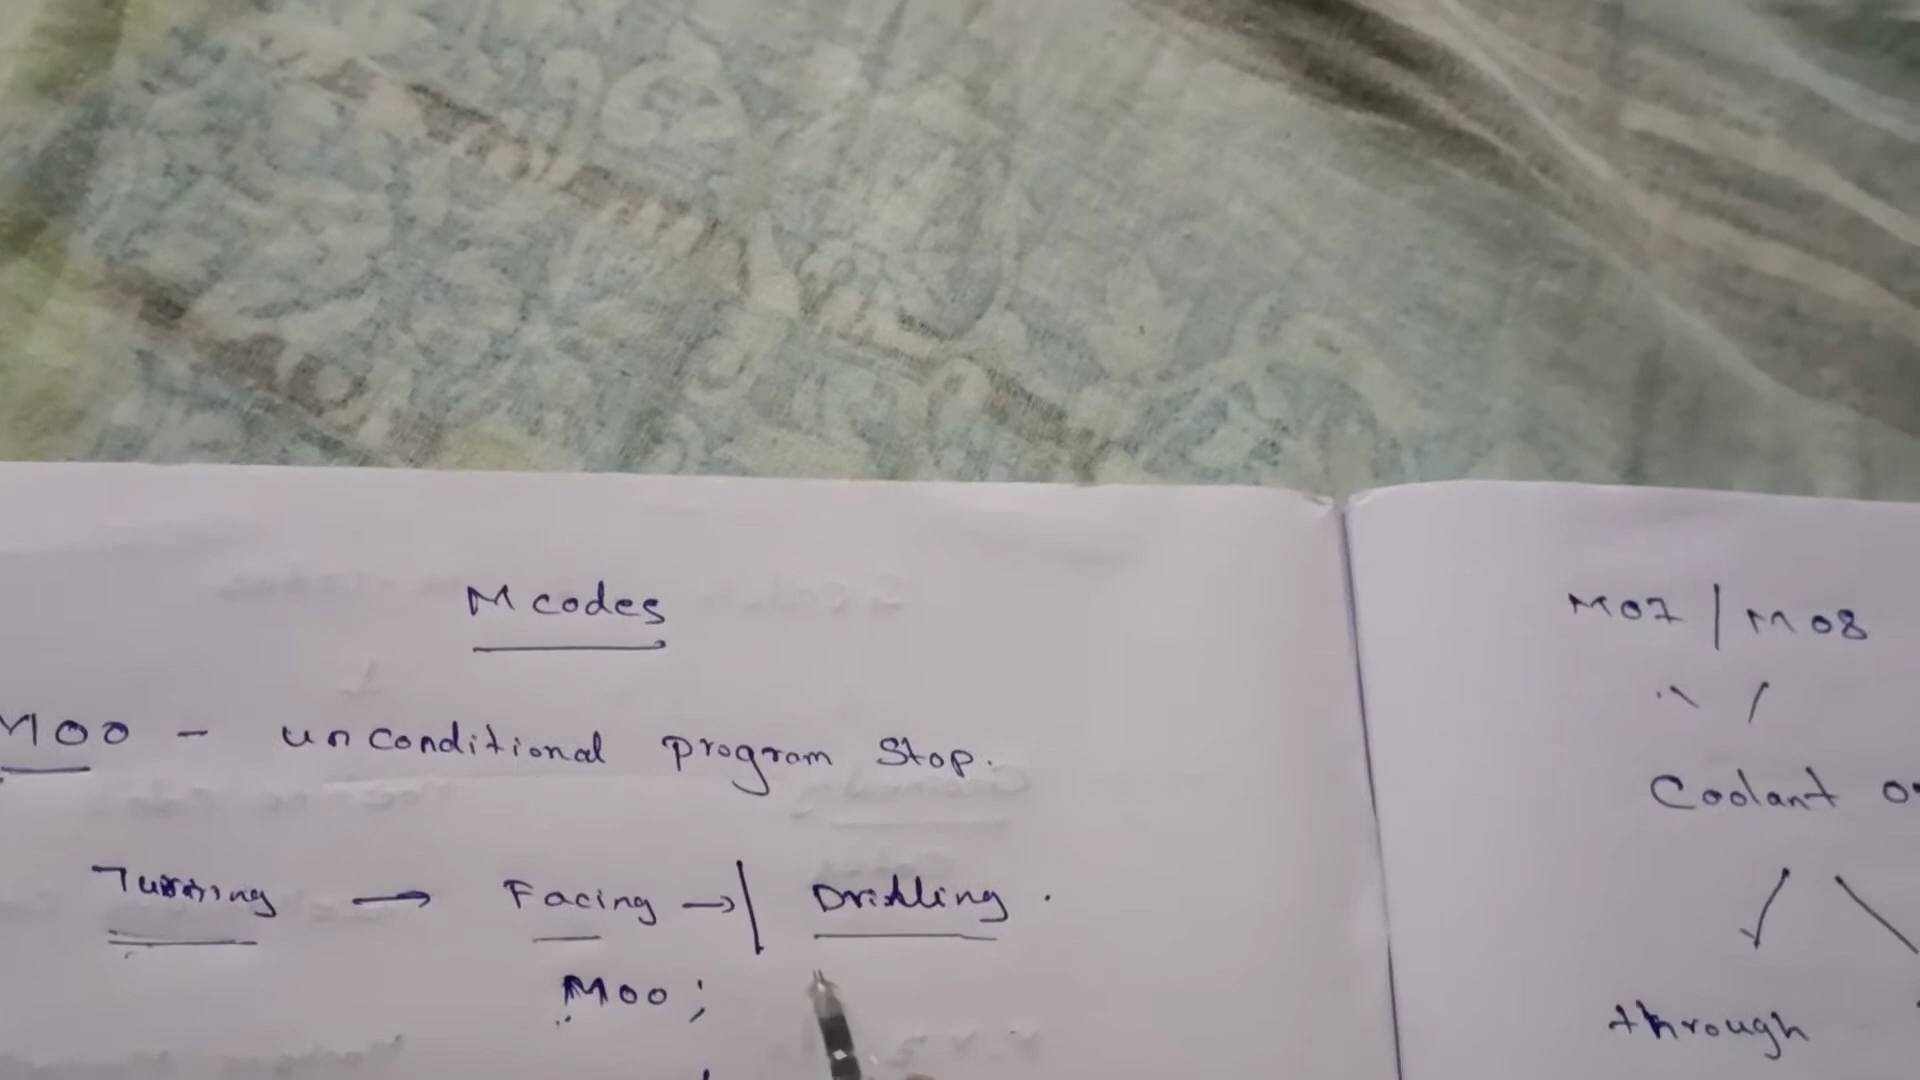 M codes
M00 - unconditional program stop.
Turning → Facing → | Drilling.
M00 ;
M07 / M08
Coolant
through